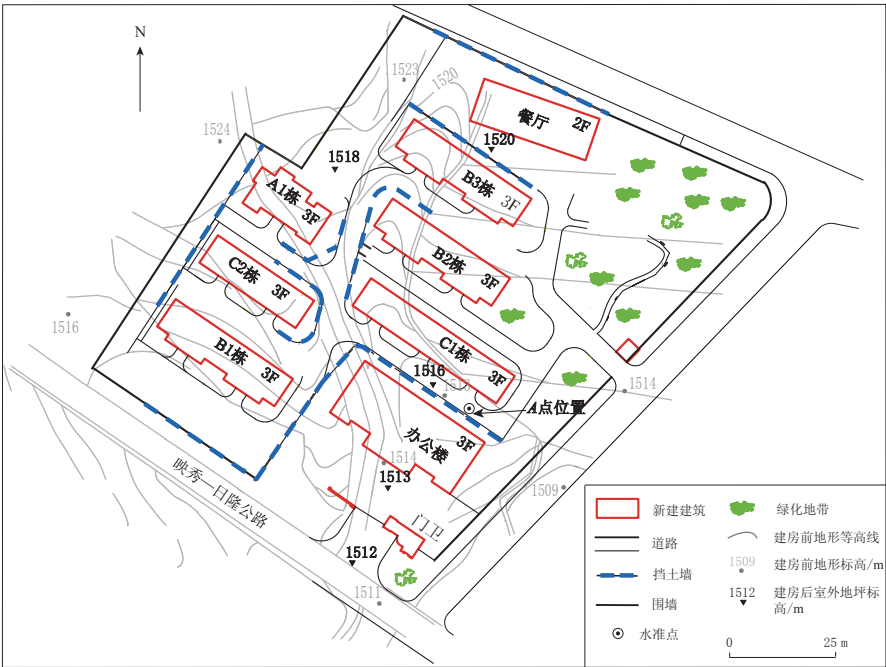 N
1523
1520
餐厅 2F
1524
1520
1518
A1栋 3F
B3栋 3F
B2栋 3F
C2栋 3F
1516
B1栋 3F
C1栋 3F
1516
1513
A点位置
1514
办公楼 3F
1514
1513
1509
映秀—日隆公路
门卫
1512
1511
新建建筑
绿化地带
道路
建房前地形等高线
挡土墙
1509
建房前地形标高/m
围墙
1512
建房后室外地坪标
高/m
水准点
0
25 m